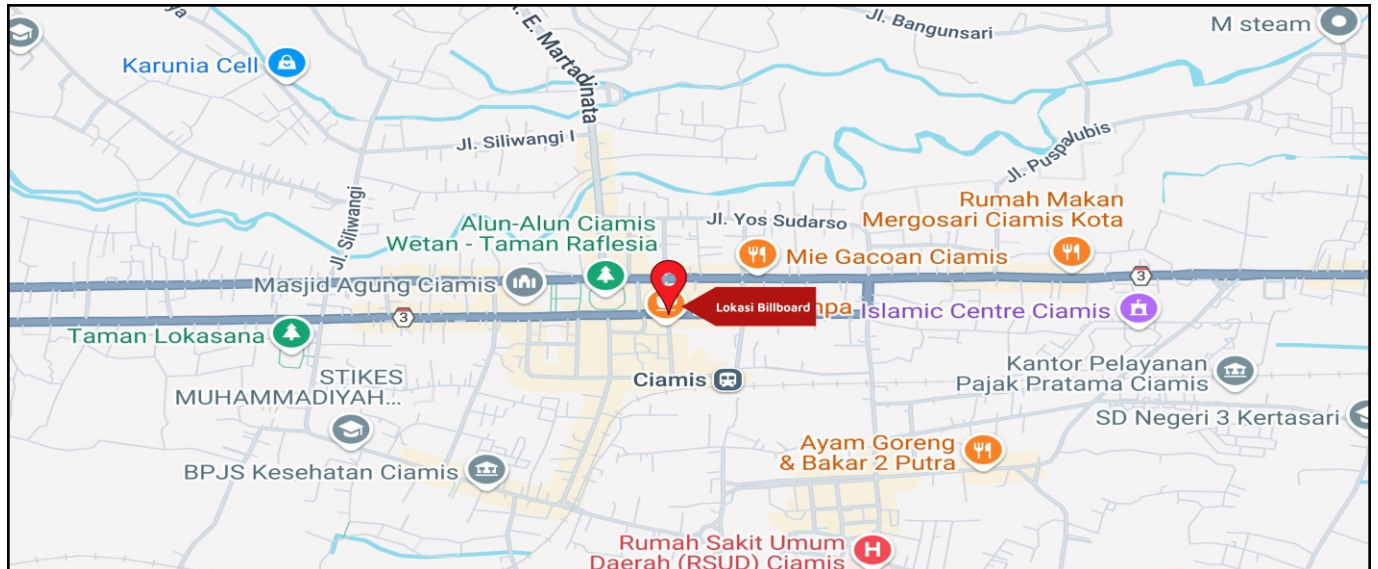 Jl. Bangunsari
M steam
E. Martadinata
Karunia Cell
Jl. Siliwangi I
Jl. Puspalubis
Rumah Makan
Mergosari Ciamis Kota
Jl. Siliwangi
Alun-Alun Ciamis
Wetan - Taman Raflesia
Jl. Yos Sudarso
Mie Gacoan Ciamis
Masjid Agung Ciamis
3
Lokasi Billboard
Islamic Centre Ciamis
3
Taman Lokasana
Ciamis
Kantor Pelayanan
Pajak Pratama Ciamis
STIKES
MUHAMMADIYAH...
SD Negeri 3 Kertasari
BPJS Kesehatan Ciamis
Ayam Goreng
& Bakar 2 Putra
Rumah Sakit Umum
Daerah (RSUD) Ciamis
H